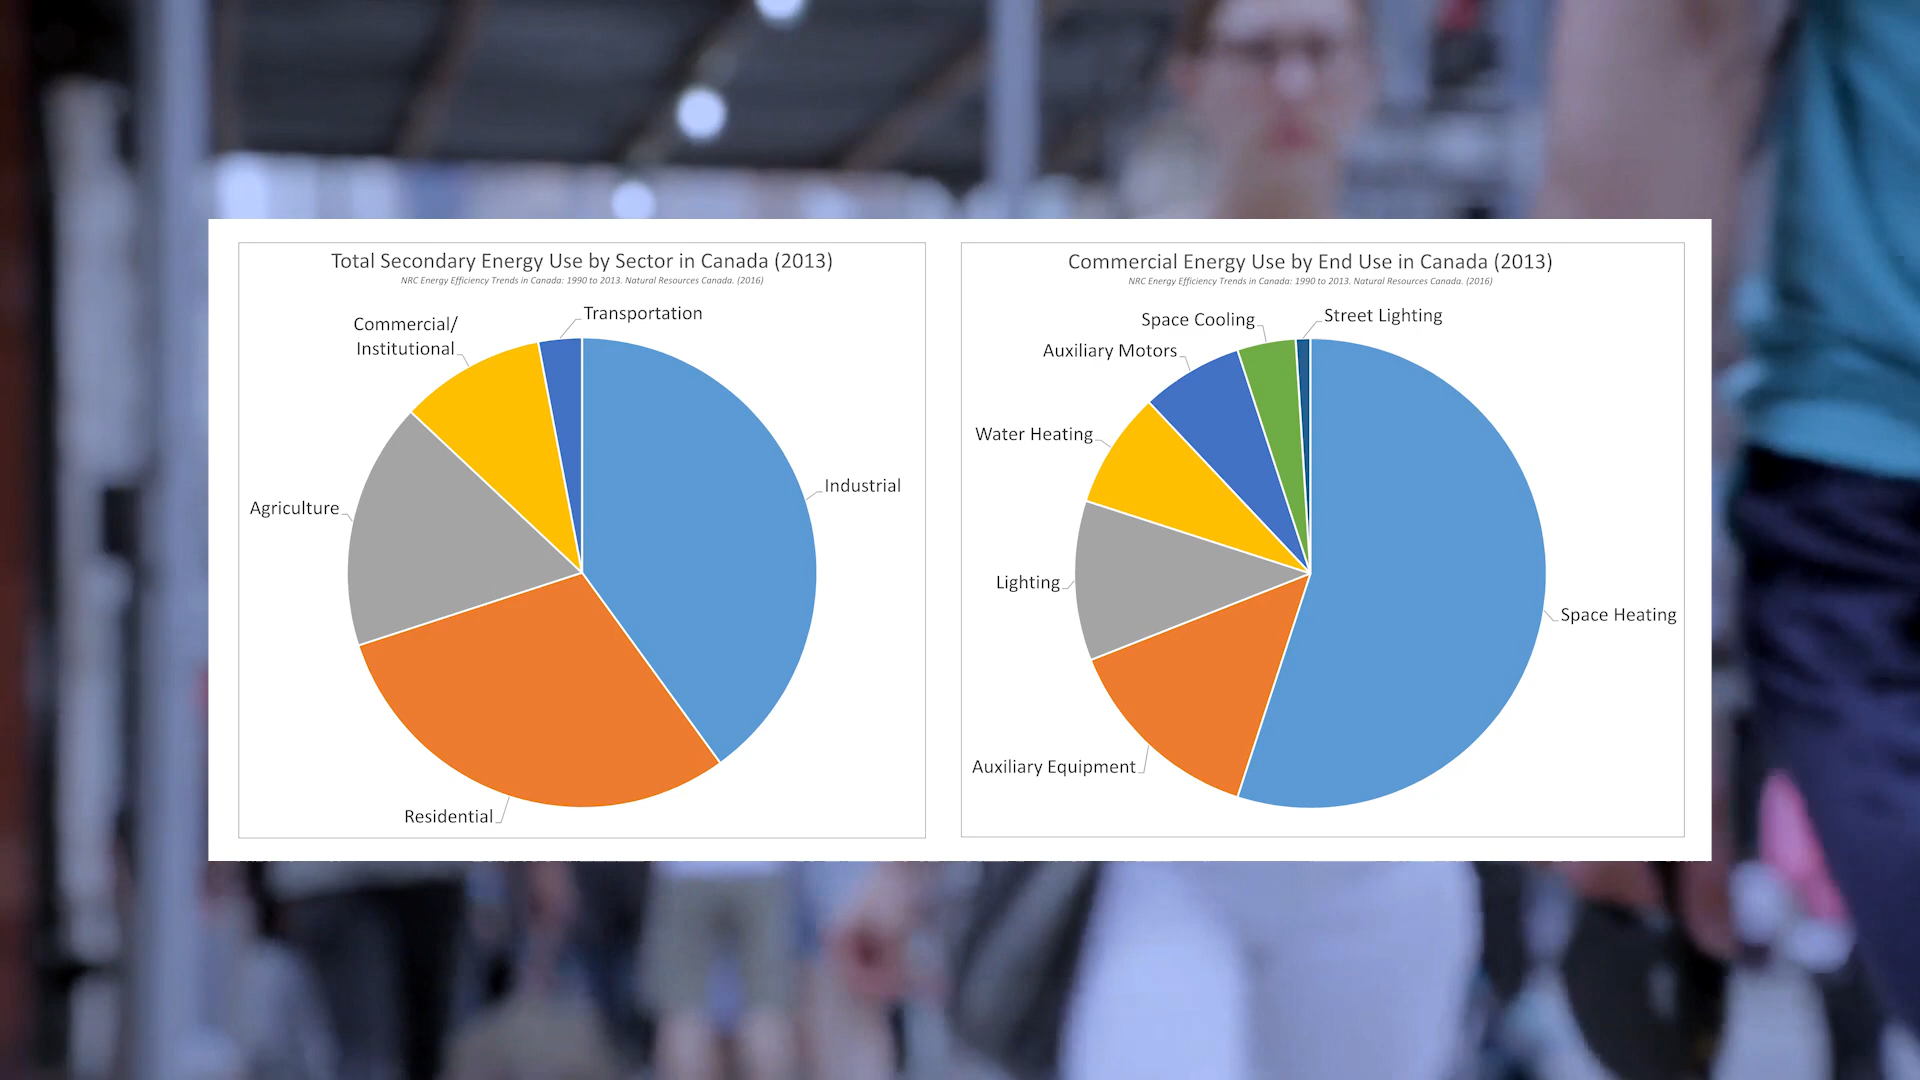 Total Secondary Energy Use by Sector in Canada (2013)
NRC Energy Efficiency Trends in Canada: 1990 to 2013. Natural Resources Canada. (2016)
Transportation
Commercial/
Institutional
Industrial
Agriculture
Residential
Commercial Energy Use by End Use in Canada (2013)
NRC Energy Efficiency Trends in Canada: 1990 to 2013. Natural Resources Canada. (2016)
Street Lighting
Space Cooling
Auxiliary Motors
Water Heating
Lighting
Space Heating
Auxiliary Equipment